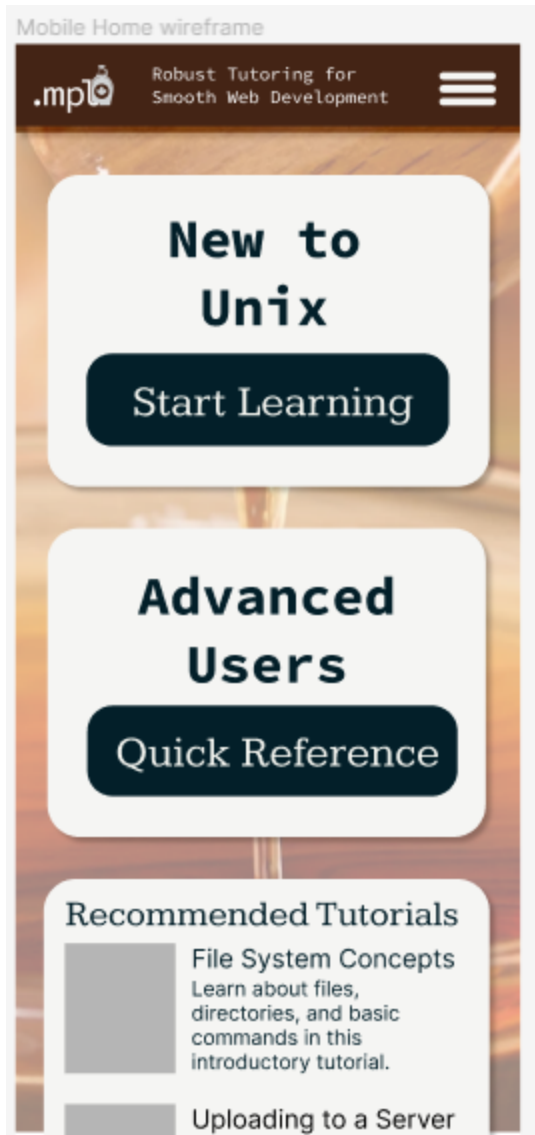 Mobile Home wireframe
.mpl
Robust Tutoring for
Smooth Web Development
New to
Unix
Start Learning
Advanced
Users
Quick Reference
Recommended Tutorials
File System Concepts
Learn about files,
directories, and basic
commands in this
introductory tutorial.
Uploading to a Server